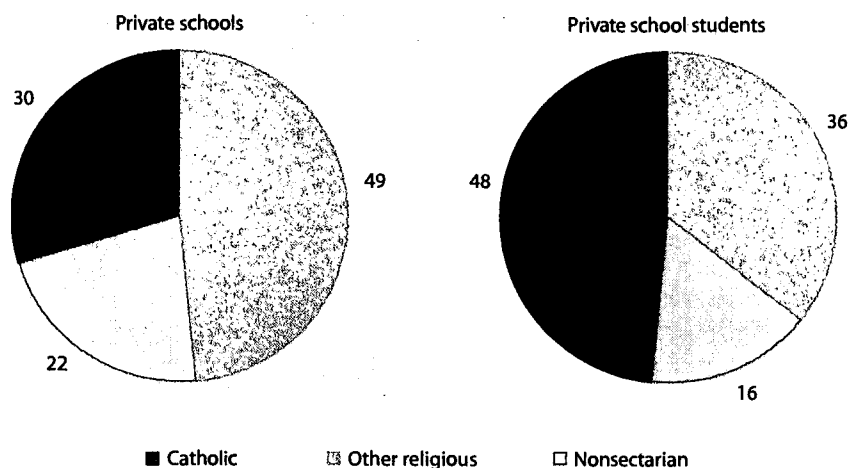 Private schools
Private school students
30
49
22
48
36
16
Catholic
Other religious
Nonsectarian